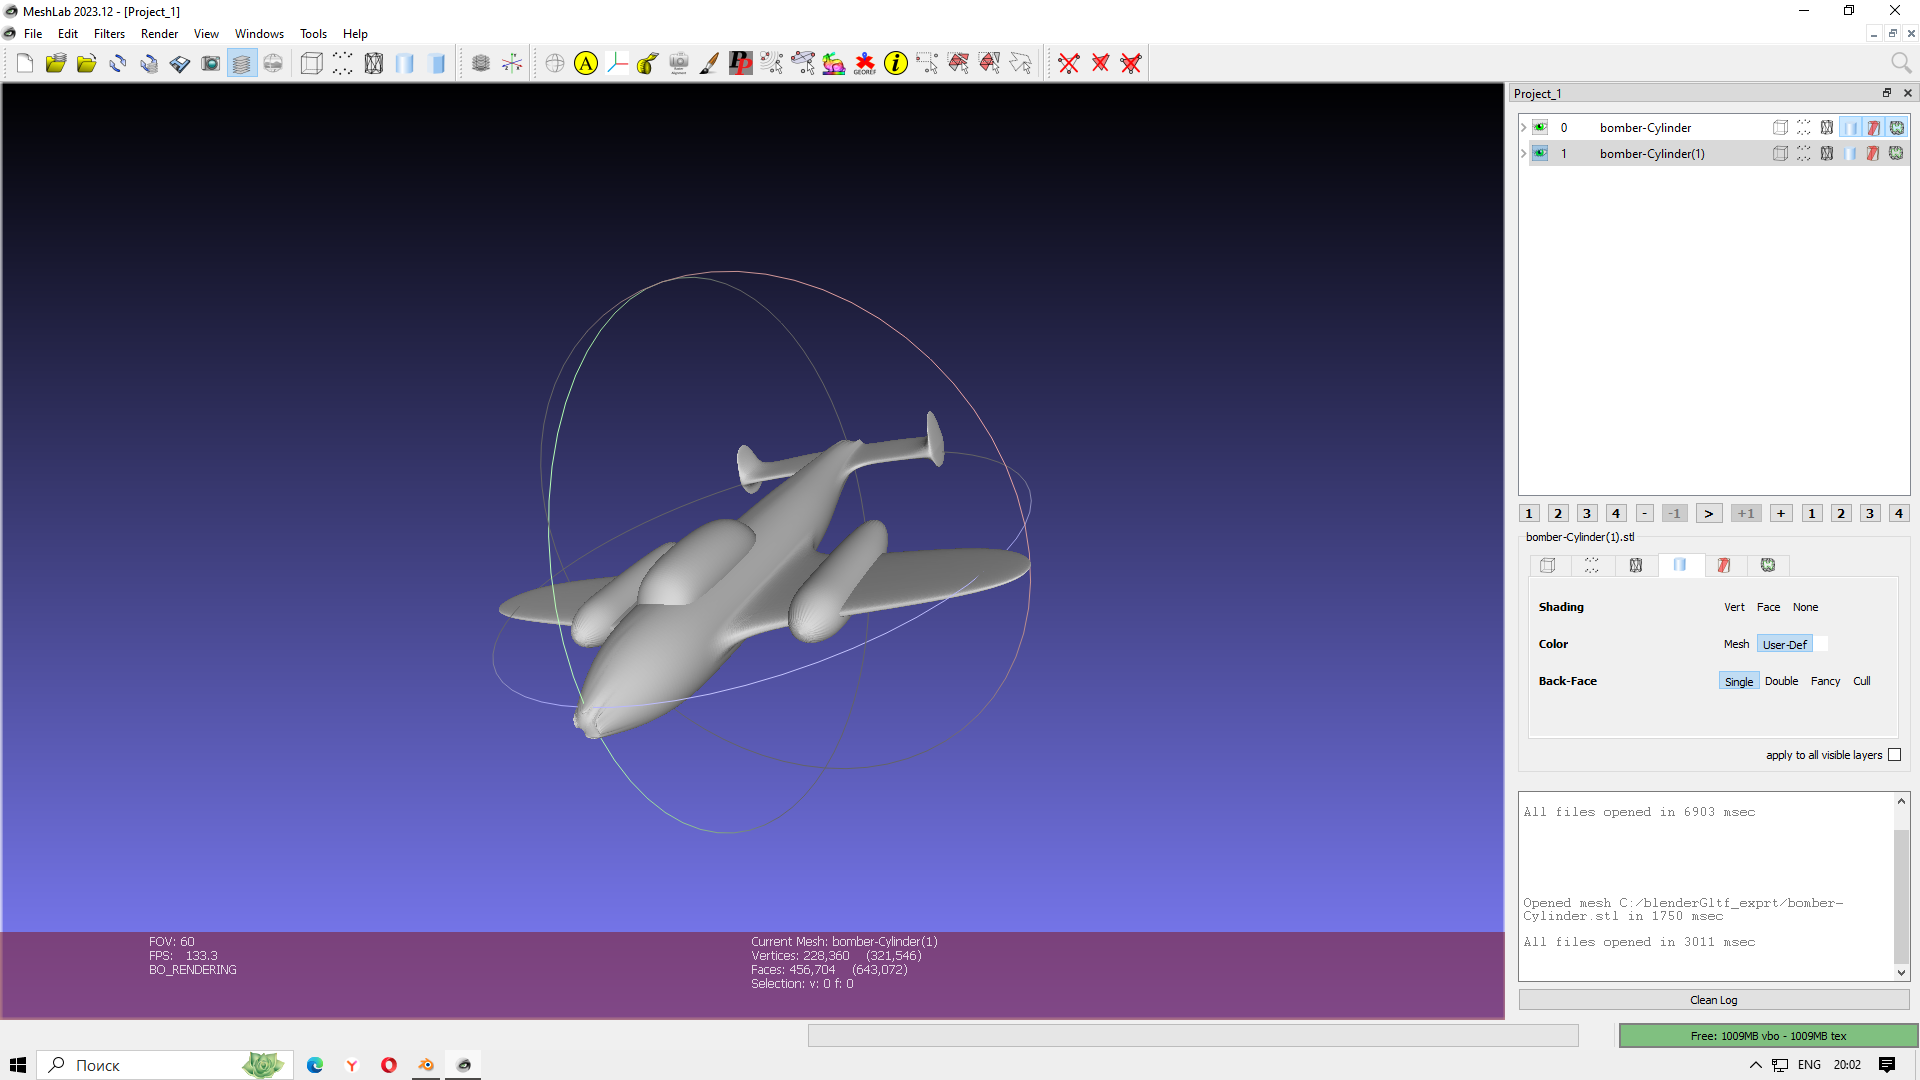 MeshLab 2023.12 - [Project_1]
File Edit Filters Render View Windows Tools Help
A
PP
GEOREF
i
Project_1
0 bomber-Cylinder
1 bomber-Cylinder(1)
1 2 3 4 - -1 > +1 + 1 2 3 4
bomber-Cylinder(1).stl
Shading Vert Face None
Color Mesh User-Def
Back-Face Single Double Fancy Cull
apply to all visible layers
All files opened in 6903 msec
Opened mesh C:/blenderGltf_exprt/bomber-
Cylinder.stl in 1750 msec
All files opened in 3011 msec
Clean Log
FOV: 60
FPS: 133.3
BO_RENDERING
Current Mesh: bomber-Cylinder(1)
Vertices: 228,360 (321,546)
Faces: 456,704 (643,072)
Selection: v: 0 f: 0
Free: 1009MB vbo - 1009MB tex
Поиск
ENG 20:02